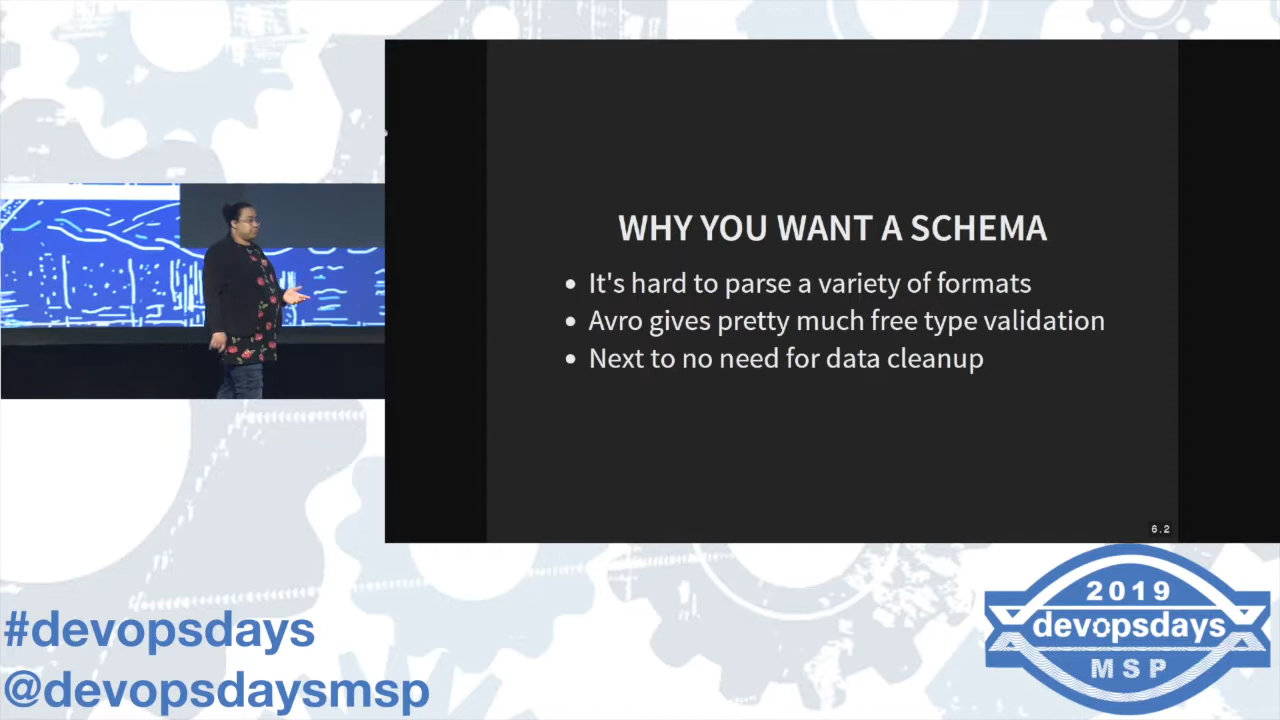 WHY YOU WANT A SCHEMA
It's hard to parse a variety of formats
Avro gives pretty much free type validation
Next to no need for data cleanup
6.2
#devopsdays
@devopsdaysmsp
2019
devopsdays
MSP